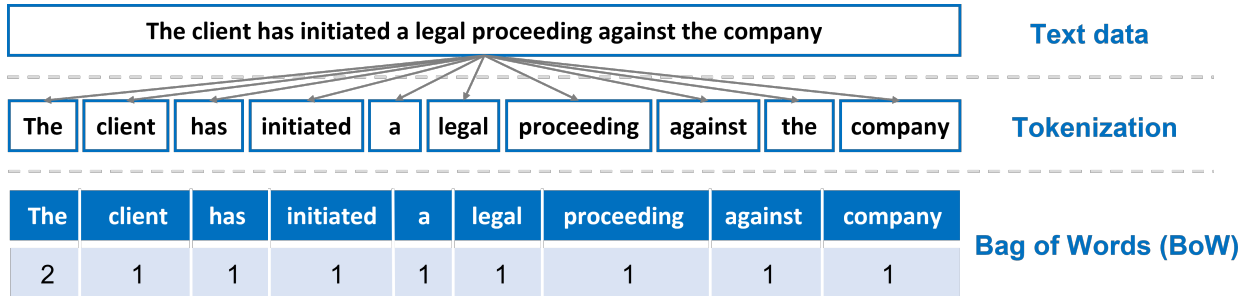 The client has initiated a legal proceeding against the company
Text data
The client has initiated a legal proceeding against the company
Tokenization
The client has initiated a legal proceeding against company
2 1 1 1 1 1 1 1 1
Bag of Words (BoW)